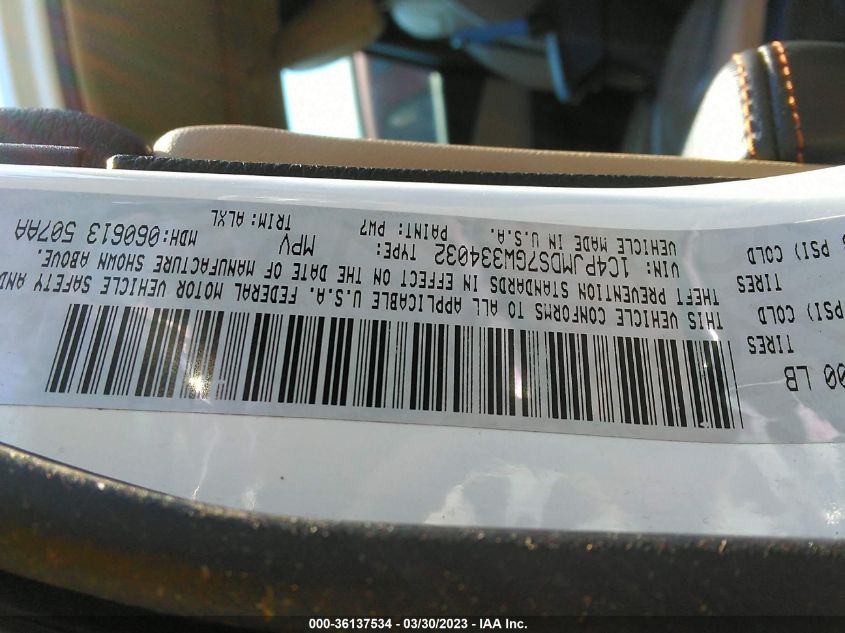 00 LB
TIRES
PSI) COLD
TIRES
PSI) COLD
THIS VEHICLE CONFORMS TO ALL APPLICABLE U.S.A. FEDERAL MOTOR VEHICLE SAFETY AND
THEFT PREVENTION STANDARDS IN EFFECT ON THE DATE OF MANUFACTURE SHOWN ABOVE.
VIN: 1C4PJMDS7GW334032 TYPE: MPV MDH:060613 507AA
VEHICLE MADE IN U.S.A. PAINT: PW7 TRIM: ALXL
000-36137534 - 03/30/2023 - IAA Inc.